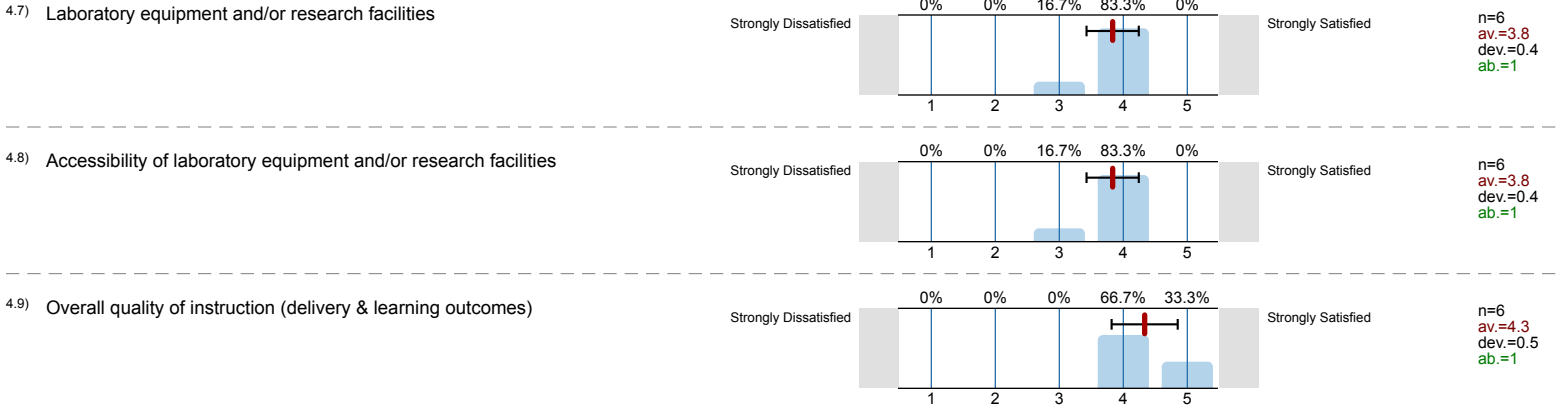 4.7) Laboratory equipment and/or research facilities
0% 0% 16.7% 83.3% 0%
Strongly Dissatisfied
Strongly Satisfied
n=6
av.=3.8
dev.=0.4
ab.=1
1 2 3 4 5
4.8) Accessibility of laboratory equipment and/or research facilities
0% 0% 16.7% 83.3% 0%
Strongly Dissatisfied
Strongly Satisfied
n=6
av.=3.8
dev.=0.4
ab.=1
1 2 3 4 5
4.9) Overall quality of instruction (delivery & learning outcomes)
0% 0% 0% 66.7% 33.3%
Strongly Dissatisfied
Strongly Satisfied
n=6
av.=4.3
dev.=0.5
ab.=1
1 2 3 4 5